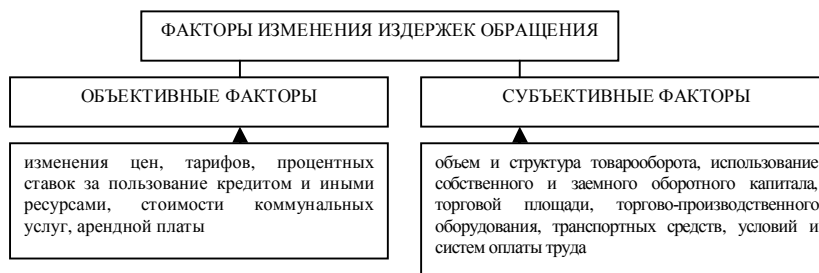 ФАКТОРЫ ИЗМЕНЕНИЯ ИЗДЕРЖЕК ОБРАЩЕНИЯ
ОБЪЕКТИВНЫЕ ФАКТОРЫ
СУБЪЕКТИВНЫЕ ФАКТОРЫ
изменения цен, тарифов, процентных
ставок за пользование кредитом и иными
ресурсами, стоимости коммунальных
услуг, арендной платы
объем и структура товарооборота, использование
собственного и заемного оборотного капитала,
торговой площади, торгово-производственного
оборудования, транспортных средств, условий и
систем оплаты труда